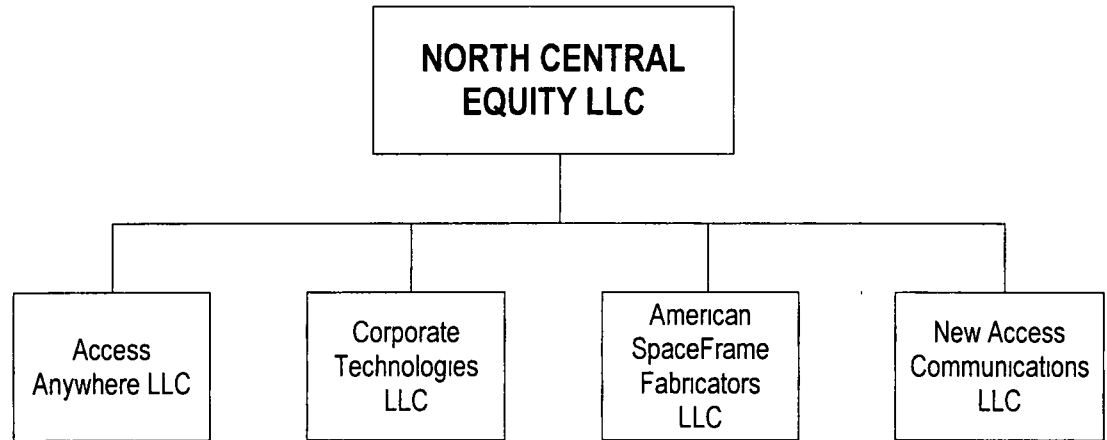 NORTH CENTRAL
EQUITY LLC
Access
Anywhere LLC
Corporate
Technologies
LLC
American
SpaceFrame
Fabricators
LLC
New Access
Communications
LLC